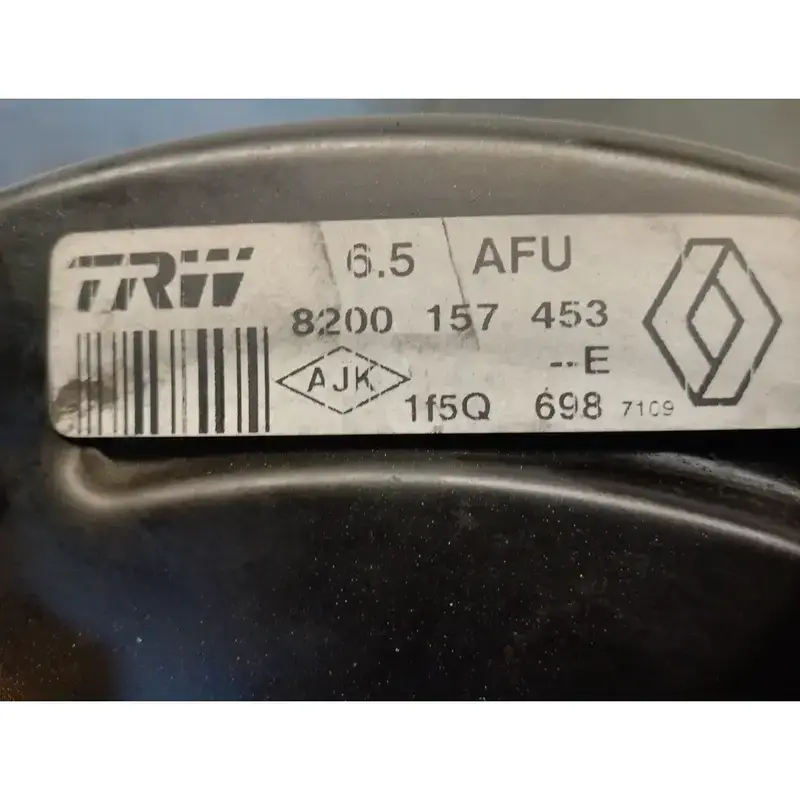 TRW 6.5 AFU
8200 157 453
--E
AJK
1f5Q 698 7109